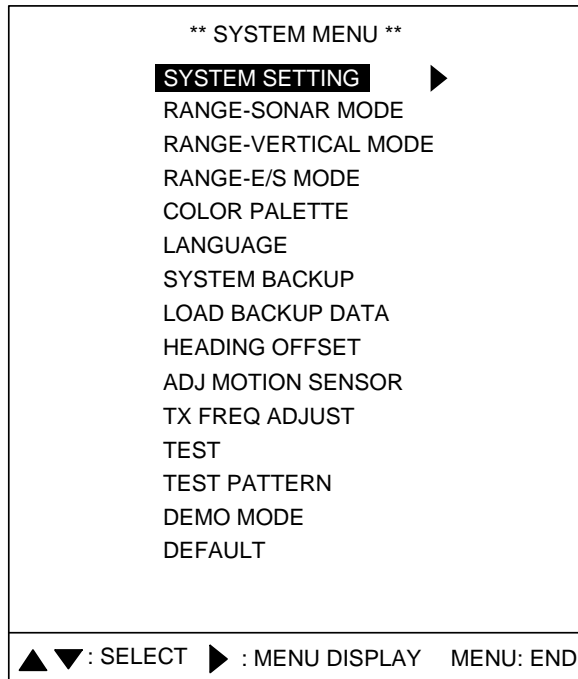 ** SYSTEM MENU **
SYSTEM SETTING ▶
RANGE-SONAR MODE
RANGE-VERTICAL MODE
RANGE-E/S MODE
COLOR PALETTE
LANGUAGE
SYSTEM BACKUP
LOAD BACKUP DATA
HEADING OFFSET
ADJ MOTION SENSOR
TX FREQ ADJUST
TEST
TEST PATTERN
DEMO MODE
DEFAULT
▲ ▼: SELECT ▶ : MENU DISPLAY MENU: END